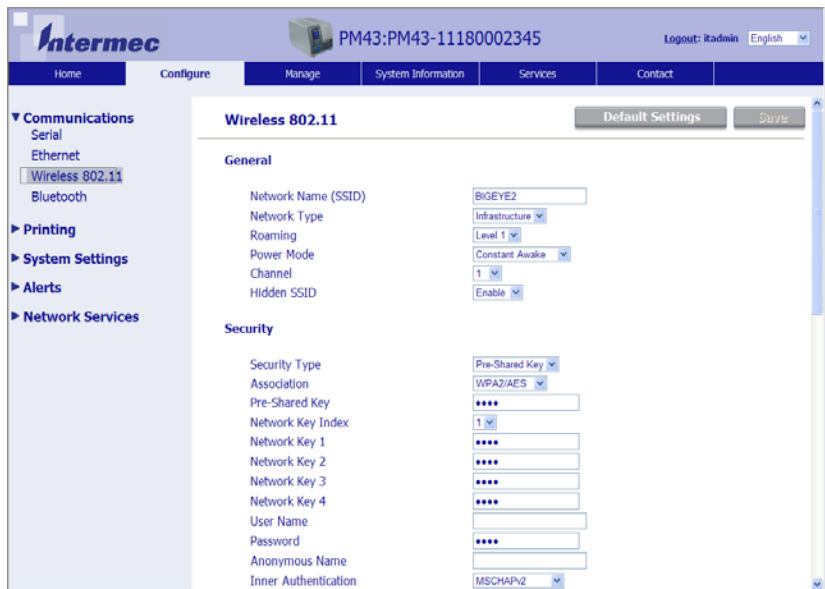 Intermec
PM43:PM43-11180002345
Logout: itadmin English
Home Configure Manage System Information Services Contact
Communications
Serial
Ethernet
Wireless 802.11
Bluetooth
Printing
System Settings
Alerts
Network Services
Wireless 802.11 Default Settings Save
General
Network Name (SSID) BIGEYE2
Network Type Infrastructure
Roaming Level 1
Power Mode Constant Awake
Channel 1
Hidden SSID Enable
Security
Security Type Pre-Shared Key
Association WPA2/AES
Pre-Shared Key ••••
Network Key Index 1
Network Key 1 ••••
Network Key 2 ••••
Network Key 3 ••••
Network Key 4 ••••
User Name
Password ••••
Anonymous Name
Inner Authentication MSCHAPv2